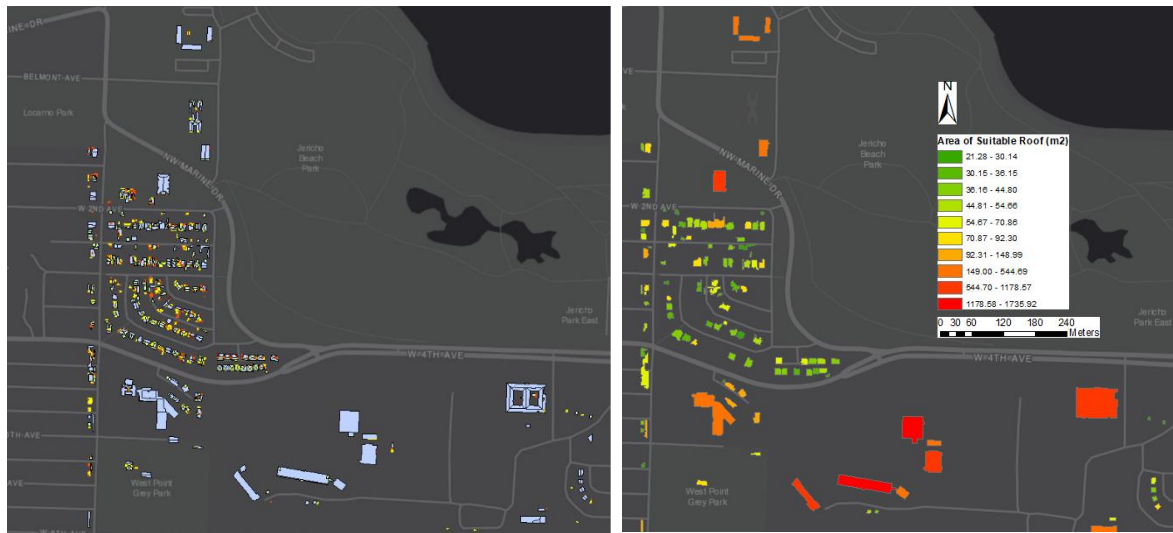 MARINE DR
BELMONT AVE
Locarno Park
Jericho
Beach
Park
NW MARINE DR
W 2ND AVE
Jericho
Park East
W 4TH AVE
AVE
West Point
Grey Park
BELMONT AVE
Park
NW MARINE DR
Jericho
Beach
Park
W 2ND AVE
N
Area of Suitable Roof (m2)
21.28 - 30.14
30.15 - 36.15
36.16 - 44.80
44.81 - 54.66
54.67 - 70.86
70.87 - 92.30
92.31 - 148.99
149.00 - 544.69
544.70 - 1178.57
1178.58 - 1735.92
0 30 60 120 180 240
Meters
Jericho
Park East
W 4TH AVE
West Point
Grey Park